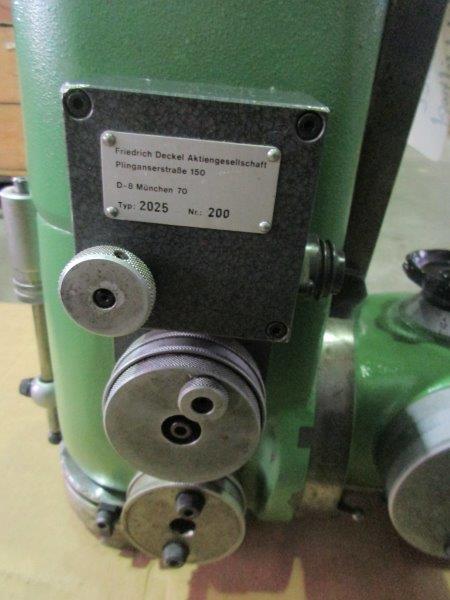 Friedrich Deckel Aktiengesellschaft
Plinganserstraße 150
D-8 München 70
Typ: 2025 Nr.: 200